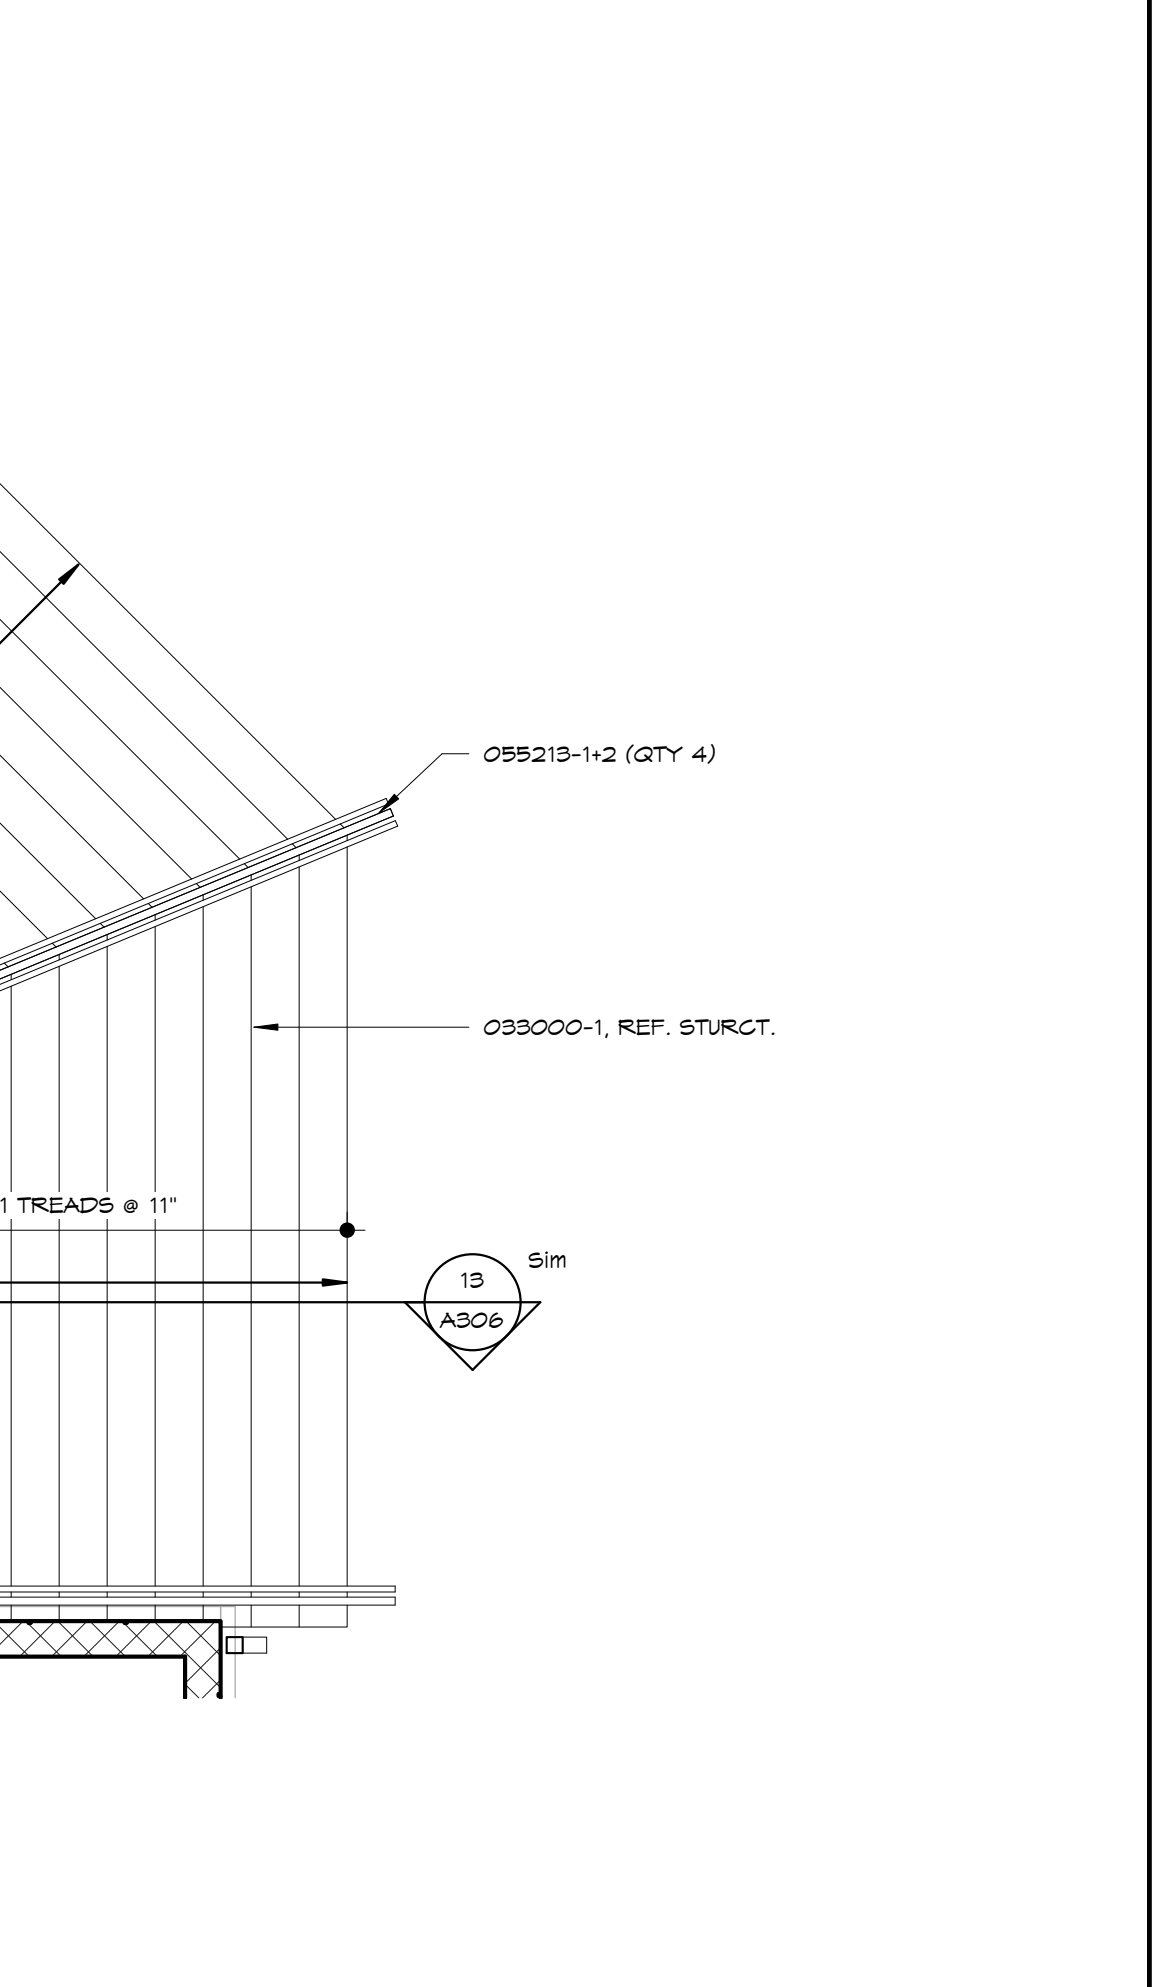 055213-1+2 (QTY 4)
033000-1, REF. STURCT.
1 TREADS @ 11"
Sim
13
A306